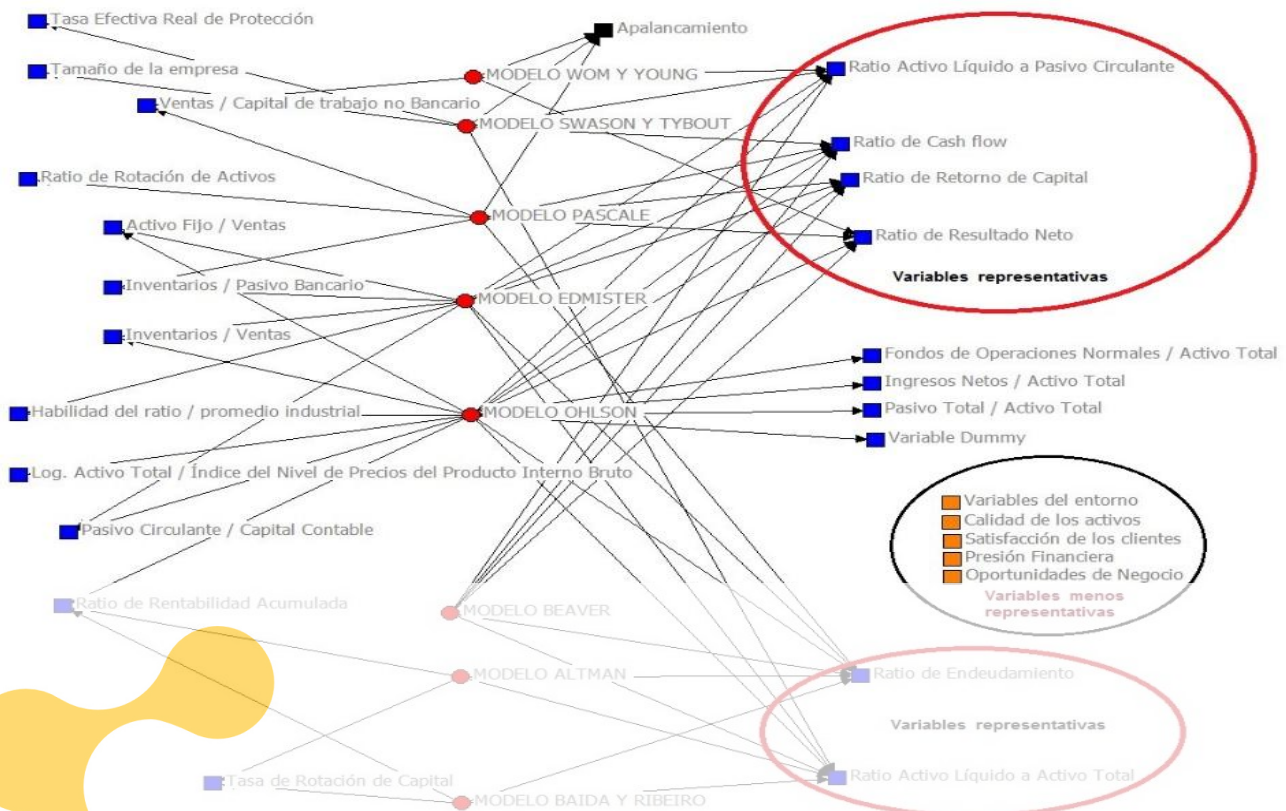 Tasa Efectiva Real de Protección
Apalancamiento
Tamaño de la empresa
MODELO WOM Y YOUNG
Ratio Activo Líquido a Pasivo Circulante
Ventas / Capital de trabajo no Bancario
MODELO SWASON Y TYBOUT
Ratio de Cash flow
Ratio de Rotación de Activos
Ratio de Retorno de Capital
Activo Fijo / Ventas
MODELO PASCALE
Ratio de Resultado Neto
Variables representativas
Inventarios / Pasivo Bancario
MODELO EDMISTER
Inventarios / Ventas
Fondos de Operaciones Normales / Activo Total
Ingresos Netos / Activo Total
Habilidad del ratio / promedio industrial
MODELO OHLSON
Pasivo Total / Activo Total
Variable Dummy
Log. Activo Total / Índice del Nivel de Precios del Producto Interno Bruto
Variables del entorno
Calidad de los activos
Satisfacción de los clientes
Presión Financiera
Oportunidades de Negocio
Variables menos
representativas
Pasivo Circulante / Capital Contable
Ratio de Rentabilidad Acumulada
MODELO BEAVER
MODELO ALTMAN
Ratio de Endeudamiento
Variables representativas
Tasa de Rotación de Capital
Ratio Activo Líquido a Activo Total
MODELO BAIDA Y RIBEIRO